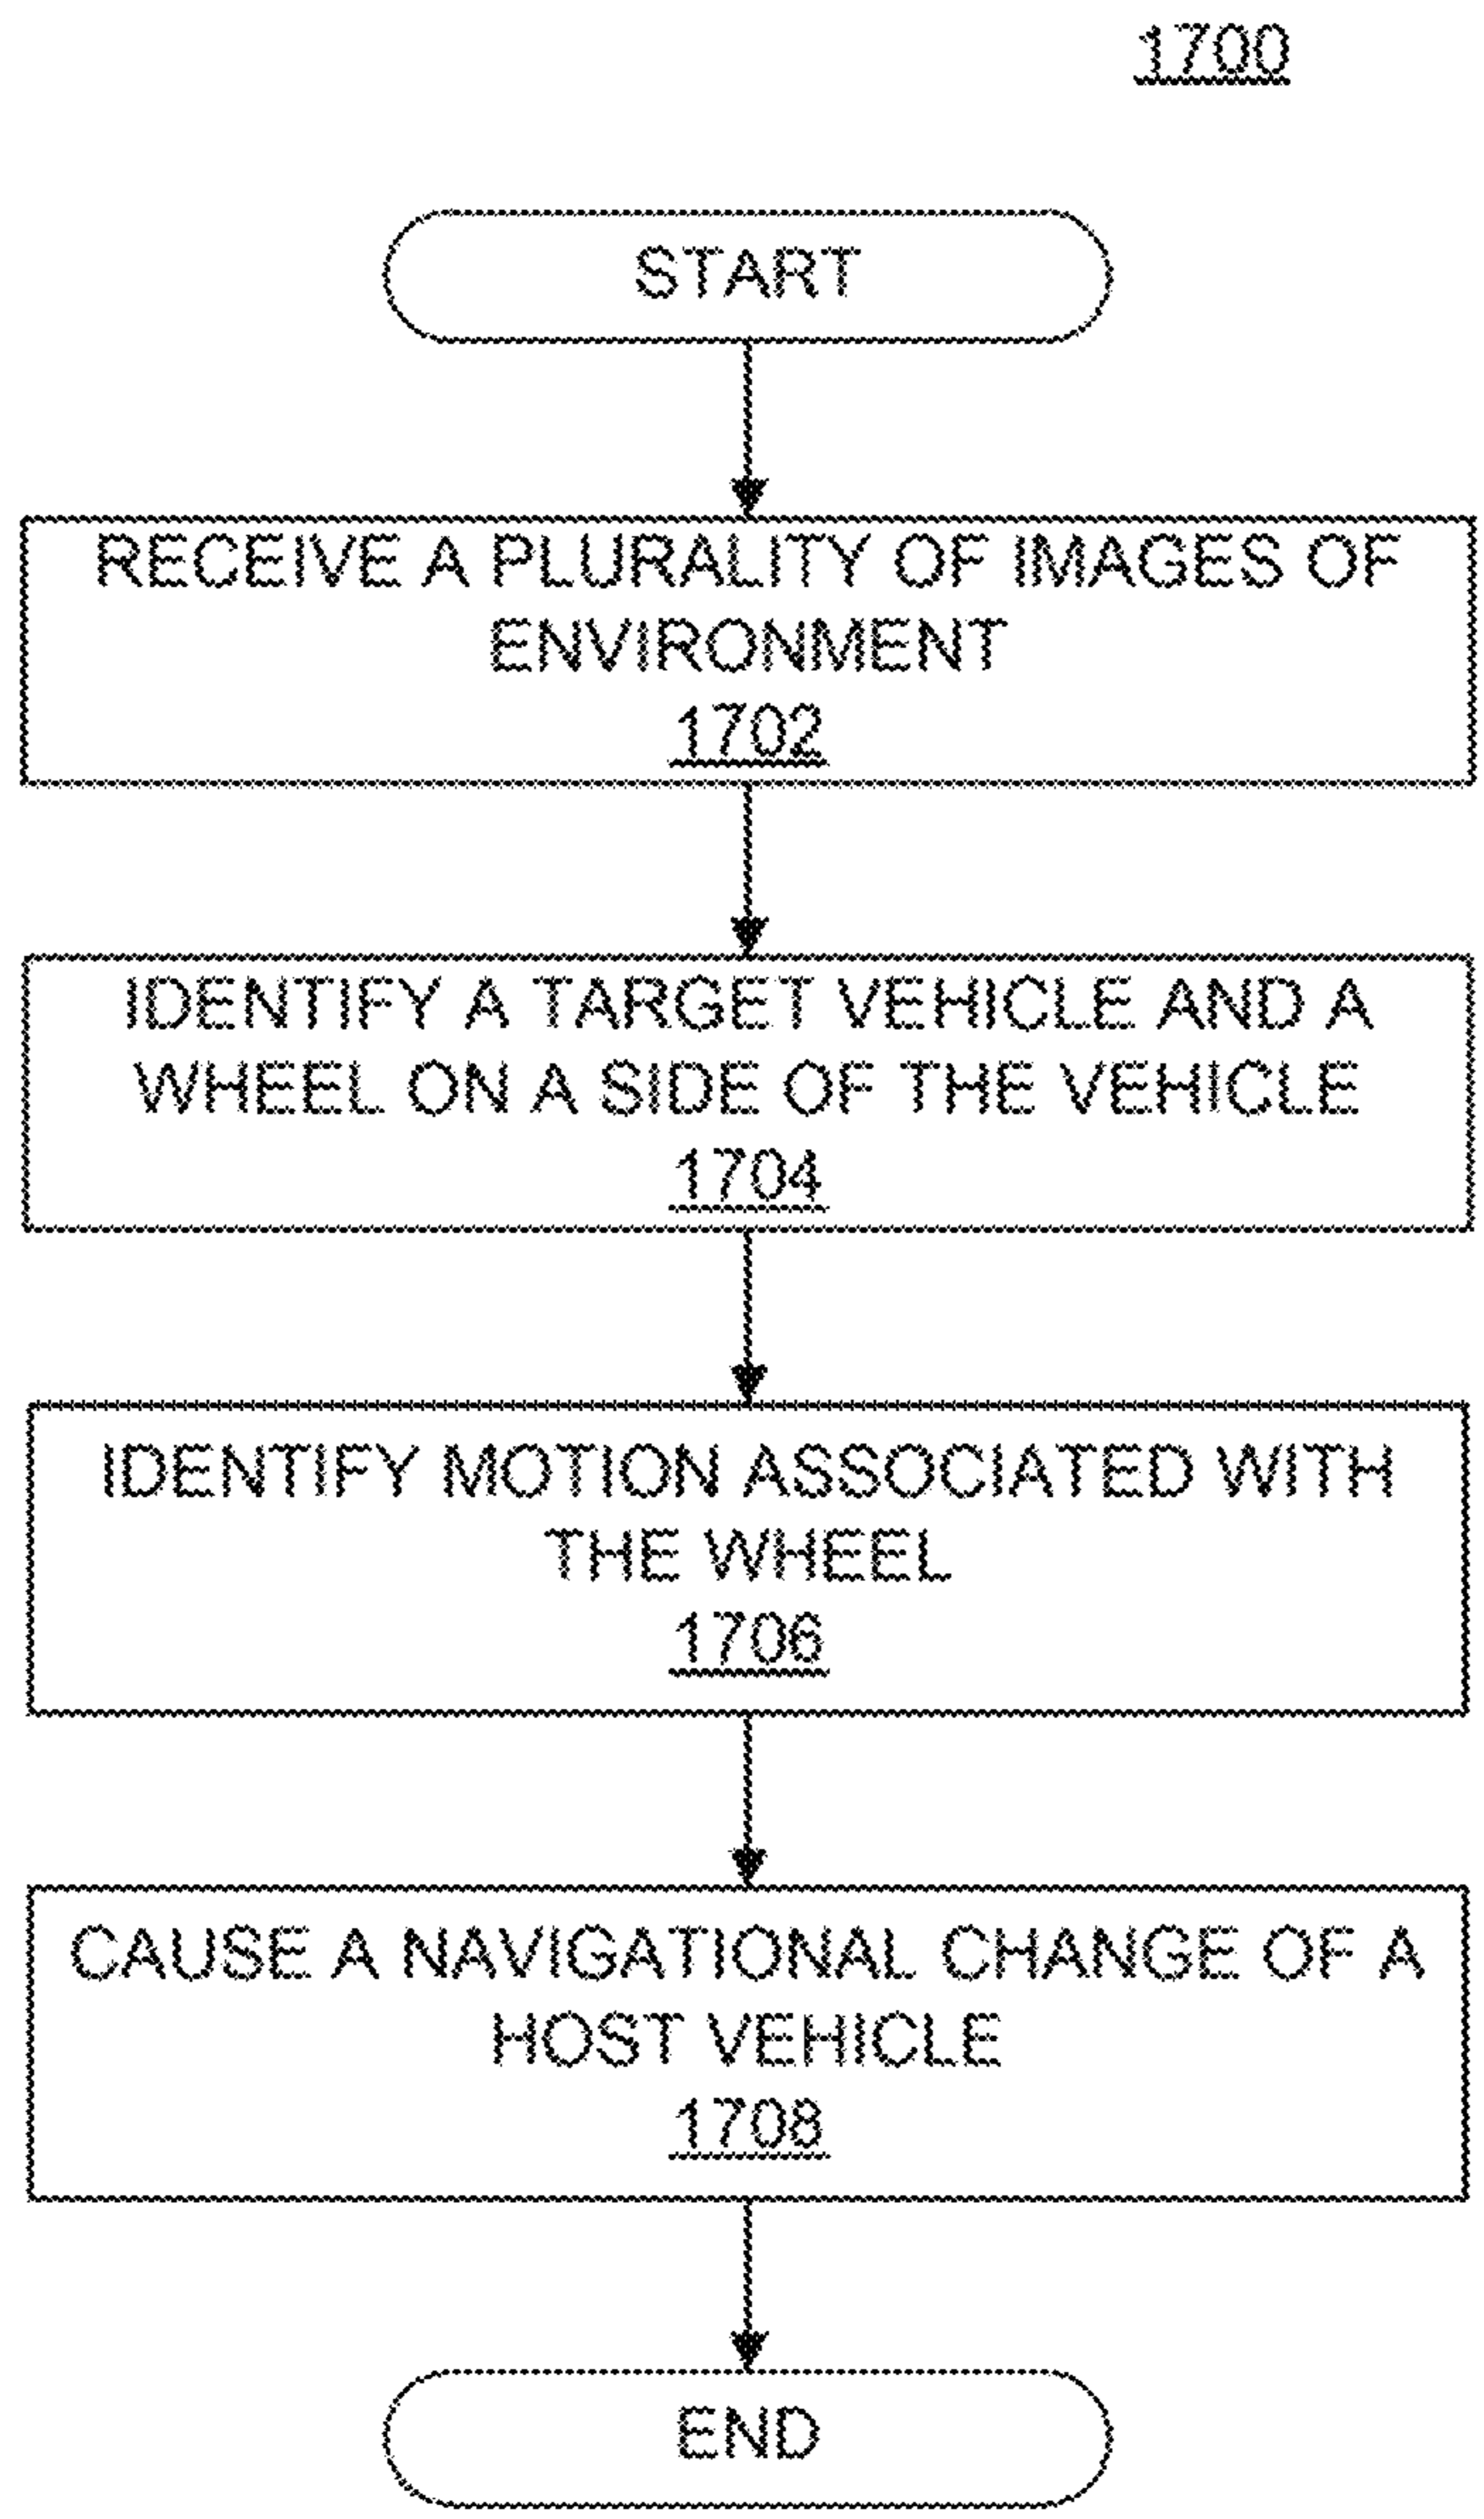 1700
START
RECEIVE A PLURALITY OF IMAGES OF
ENVIRONMENT
1702
IDENTIFY A TARGET VEHICLE AND A
WHEEL ON A SIDE OF THE VEHICLE
1704
IDENTIFY MOTION ASSOCIATED WITH
THE WHEEL
1706
CAUSE A NAVIGATIONAL CHANGE OF A
HOST VEHICLE
1708
END